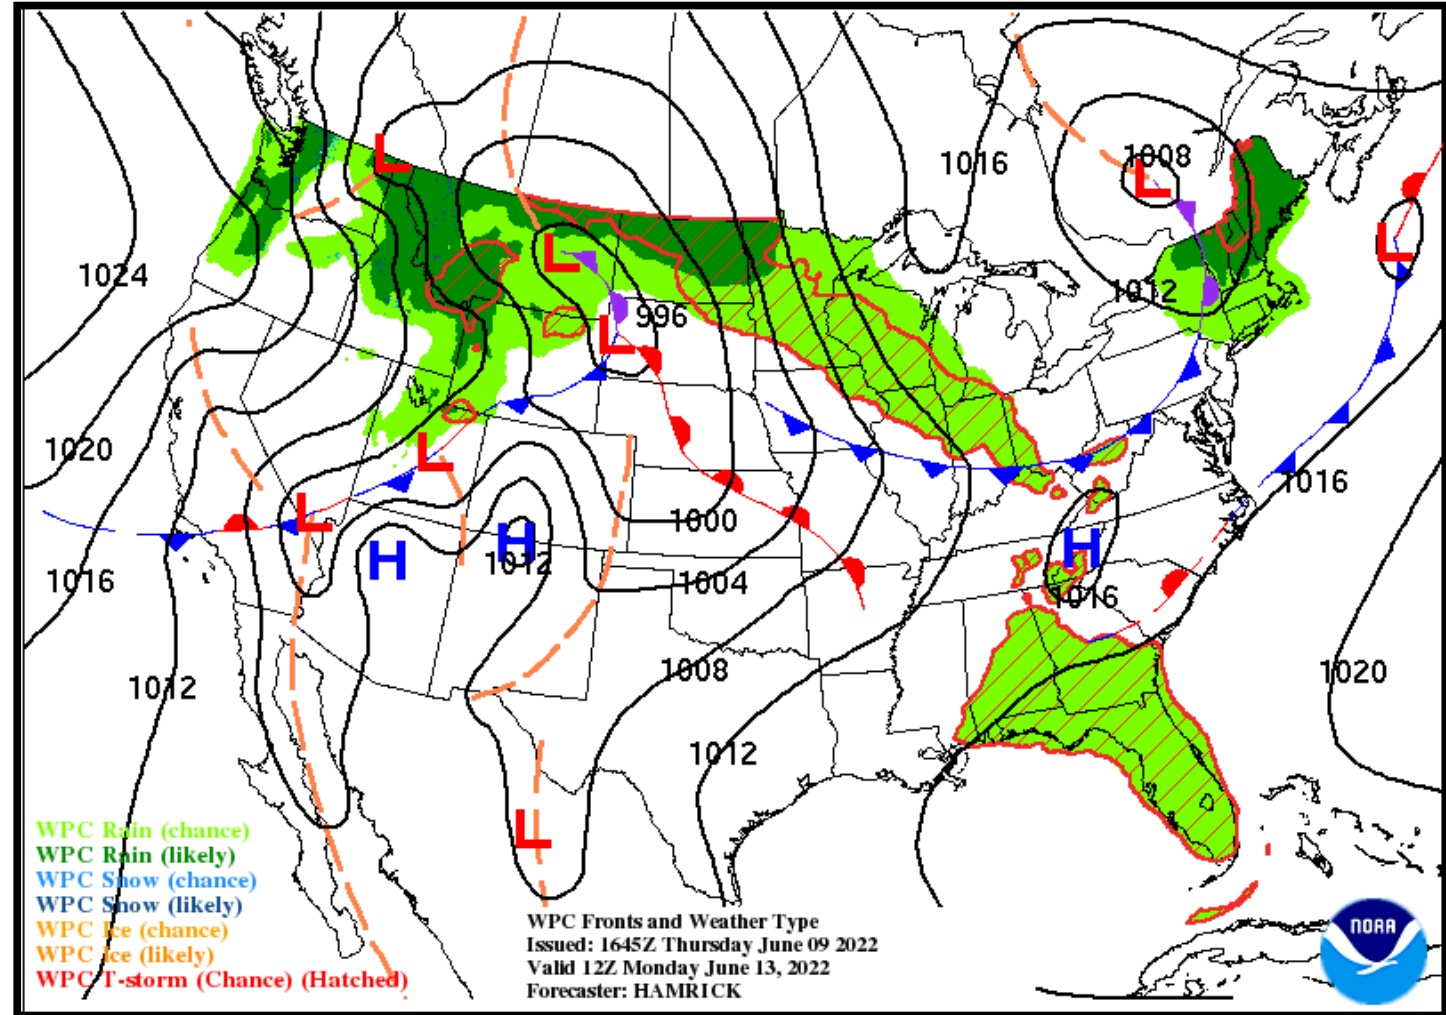 L
1016
1008
L
L
L
1024
1012
996
L
1020
L
1016
L
1000
H
H
1012
H
1016
1004
1016
1008
1020
1012
1012
L
WPC Rain (chance)
WPC Rain (likely)
WPC Snow (chance)
WPC Snow (likely)
WPC Ice (chance)
WPC Ice (likely)
WPC T-storm (Chance) (Hatched)
WPC Fronts and Weather Type
Issued: 1645Z Thursday June 09 2022
Valid 12Z Monday June 13, 2022
Forecaster: HAMRICK
NOAA